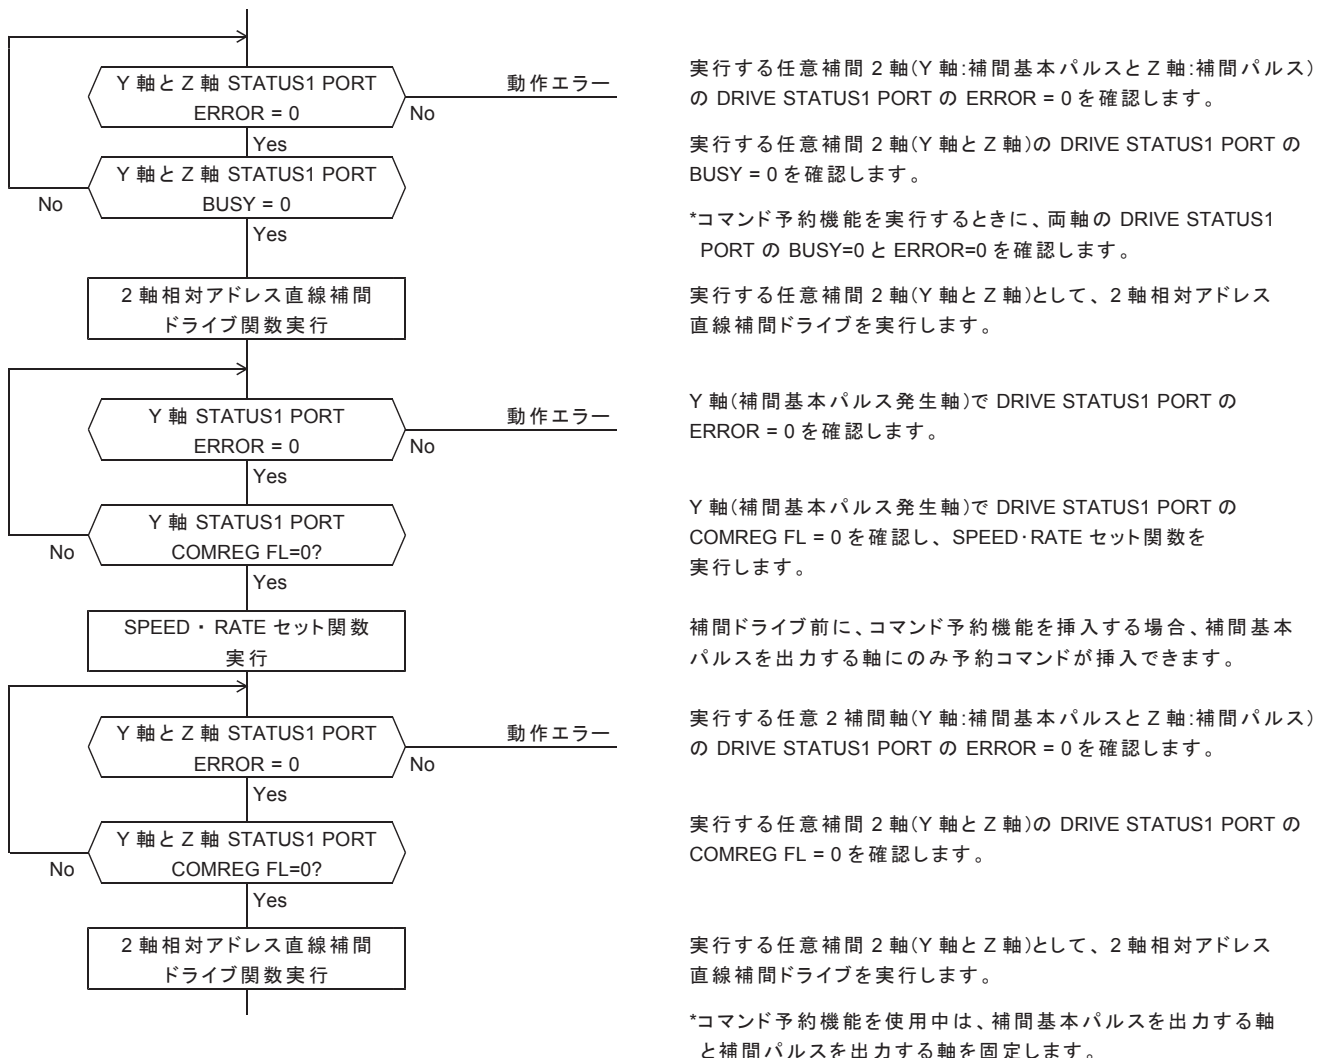 Y 軸と Z 軸 STATUS1 PORT
ERROR = 0
動作エラー
No
Yes
Y 軸と Z 軸 STATUS1 PORT
BUSY = 0
No
Yes
2 軸相対アドレス直線補間
ドライブ関数実行
Y 軸 STATUS1 PORT
ERROR = 0
動作エラー
No
Yes
Y 軸 STATUS1 PORT
COMREG FL=0?
No
Yes
SPEED・RATE セット関数
実行
Y 軸と Z 軸 STATUS1 PORT
ERROR = 0
動作エラー
No
Yes
Y 軸と Z 軸 STATUS1 PORT
COMREG FL=0?
No
Yes
2 軸相対アドレス直線補間
ドライブ関数実行
実行する任意補間 2 軸(Y 軸:補間基本パルスと Z 軸:補間パルス)
の DRIVE STATUS1 PORT の ERROR = 0 を確認します。
実行する任意補間 2 軸(Y 軸と Z 軸)の DRIVE STATUS1 PORT の
BUSY = 0 を確認します。
*コマンド予約機能を実行するときに、両軸の DRIVE STATUS1
PORT の BUSY=0 と ERROR=0 を確認します。
実行する任意補間 2 軸(Y 軸と Z 軸)として、2 軸相対アドレス
直線補間ドライブを実行します。
Y 軸(補間基本パルス発生軸)で DRIVE STATUS1 PORT の
ERROR = 0 を確認します。
Y 軸(補間基本パルス発生軸)で DRIVE STATUS1 PORT の
COMREG FL = 0 を確認し、SPEED･RATE セット関数を
実行します。
補間ドライブ前に、コマンド予約機能を挿入する場合、補間基本
パルスを出力する軸にのみ予約コマンドが挿入できます。
実行する任意 2 補間軸(Y 軸:補間基本パルスと Z 軸:補間パルス)
の DRIVE STATUS1 PORT の ERROR = 0 を確認します。
実行する任意補間 2 軸(Y 軸と Z 軸)の DRIVE STATUS1 PORT の
COMREG FL = 0 を確認します。
実行する任意補間 2 軸(Y 軸と Z 軸)として、2 軸相対アドレス
直線補間ドライブを実行します。
*コマンド予約機能を使用中は、補間基本パルスを出力する軸
と補間パルスを出力する軸を固定します。